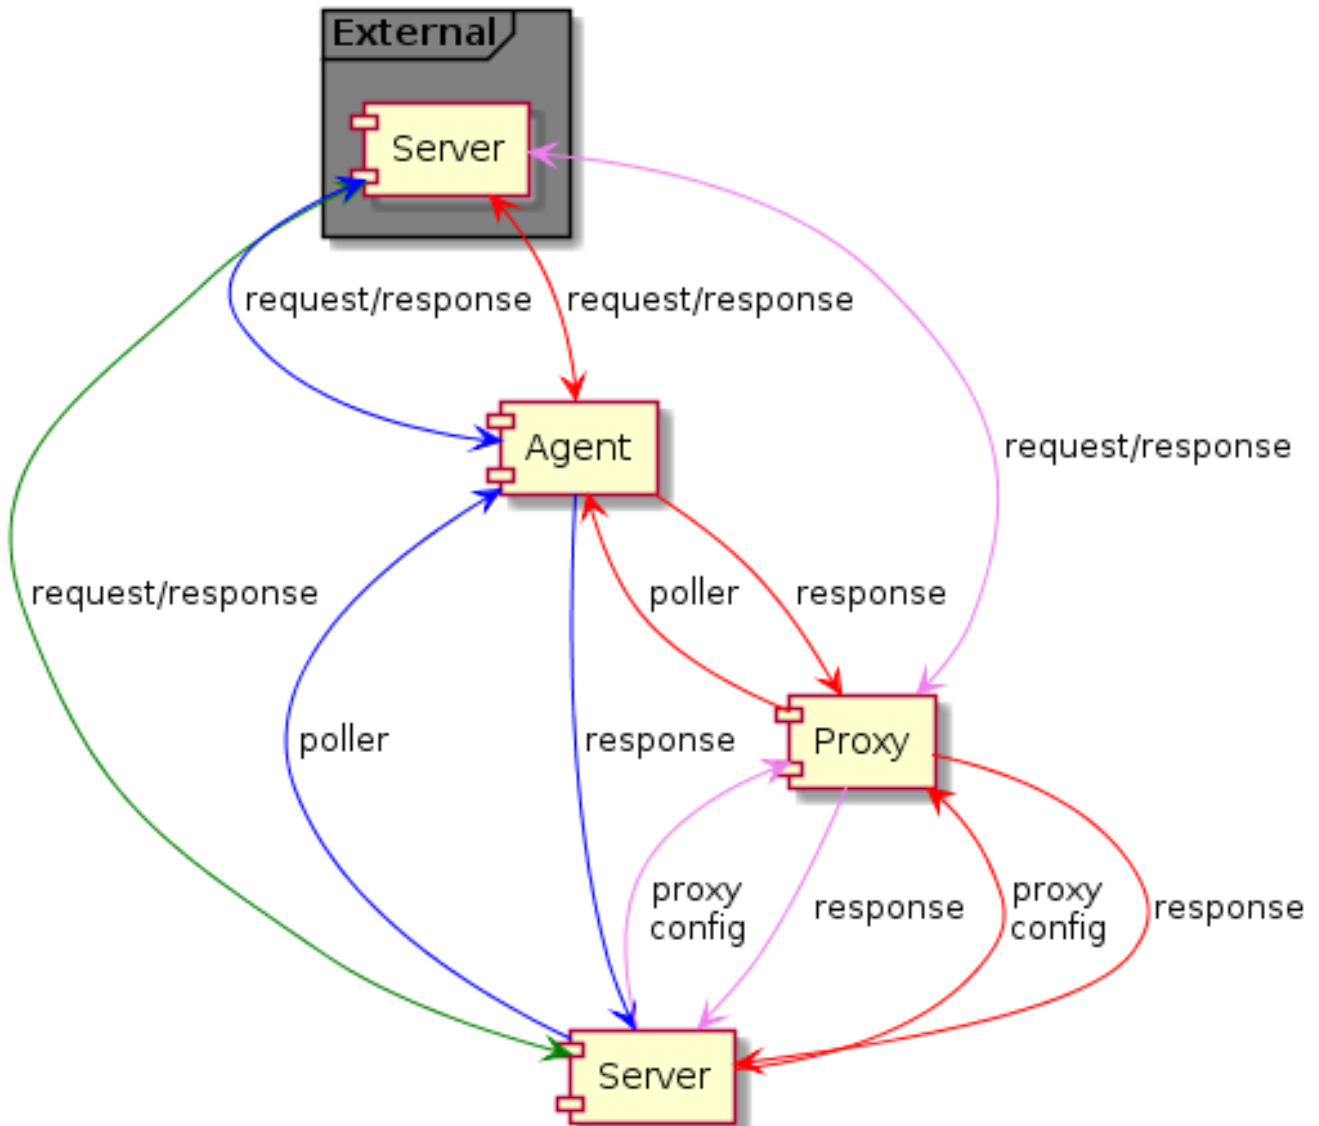 External
Server
request/response
request/response
Agent
request/response
request/response
poller
response
poller
response
Proxy
proxy
config
response
proxy
config
response
Server